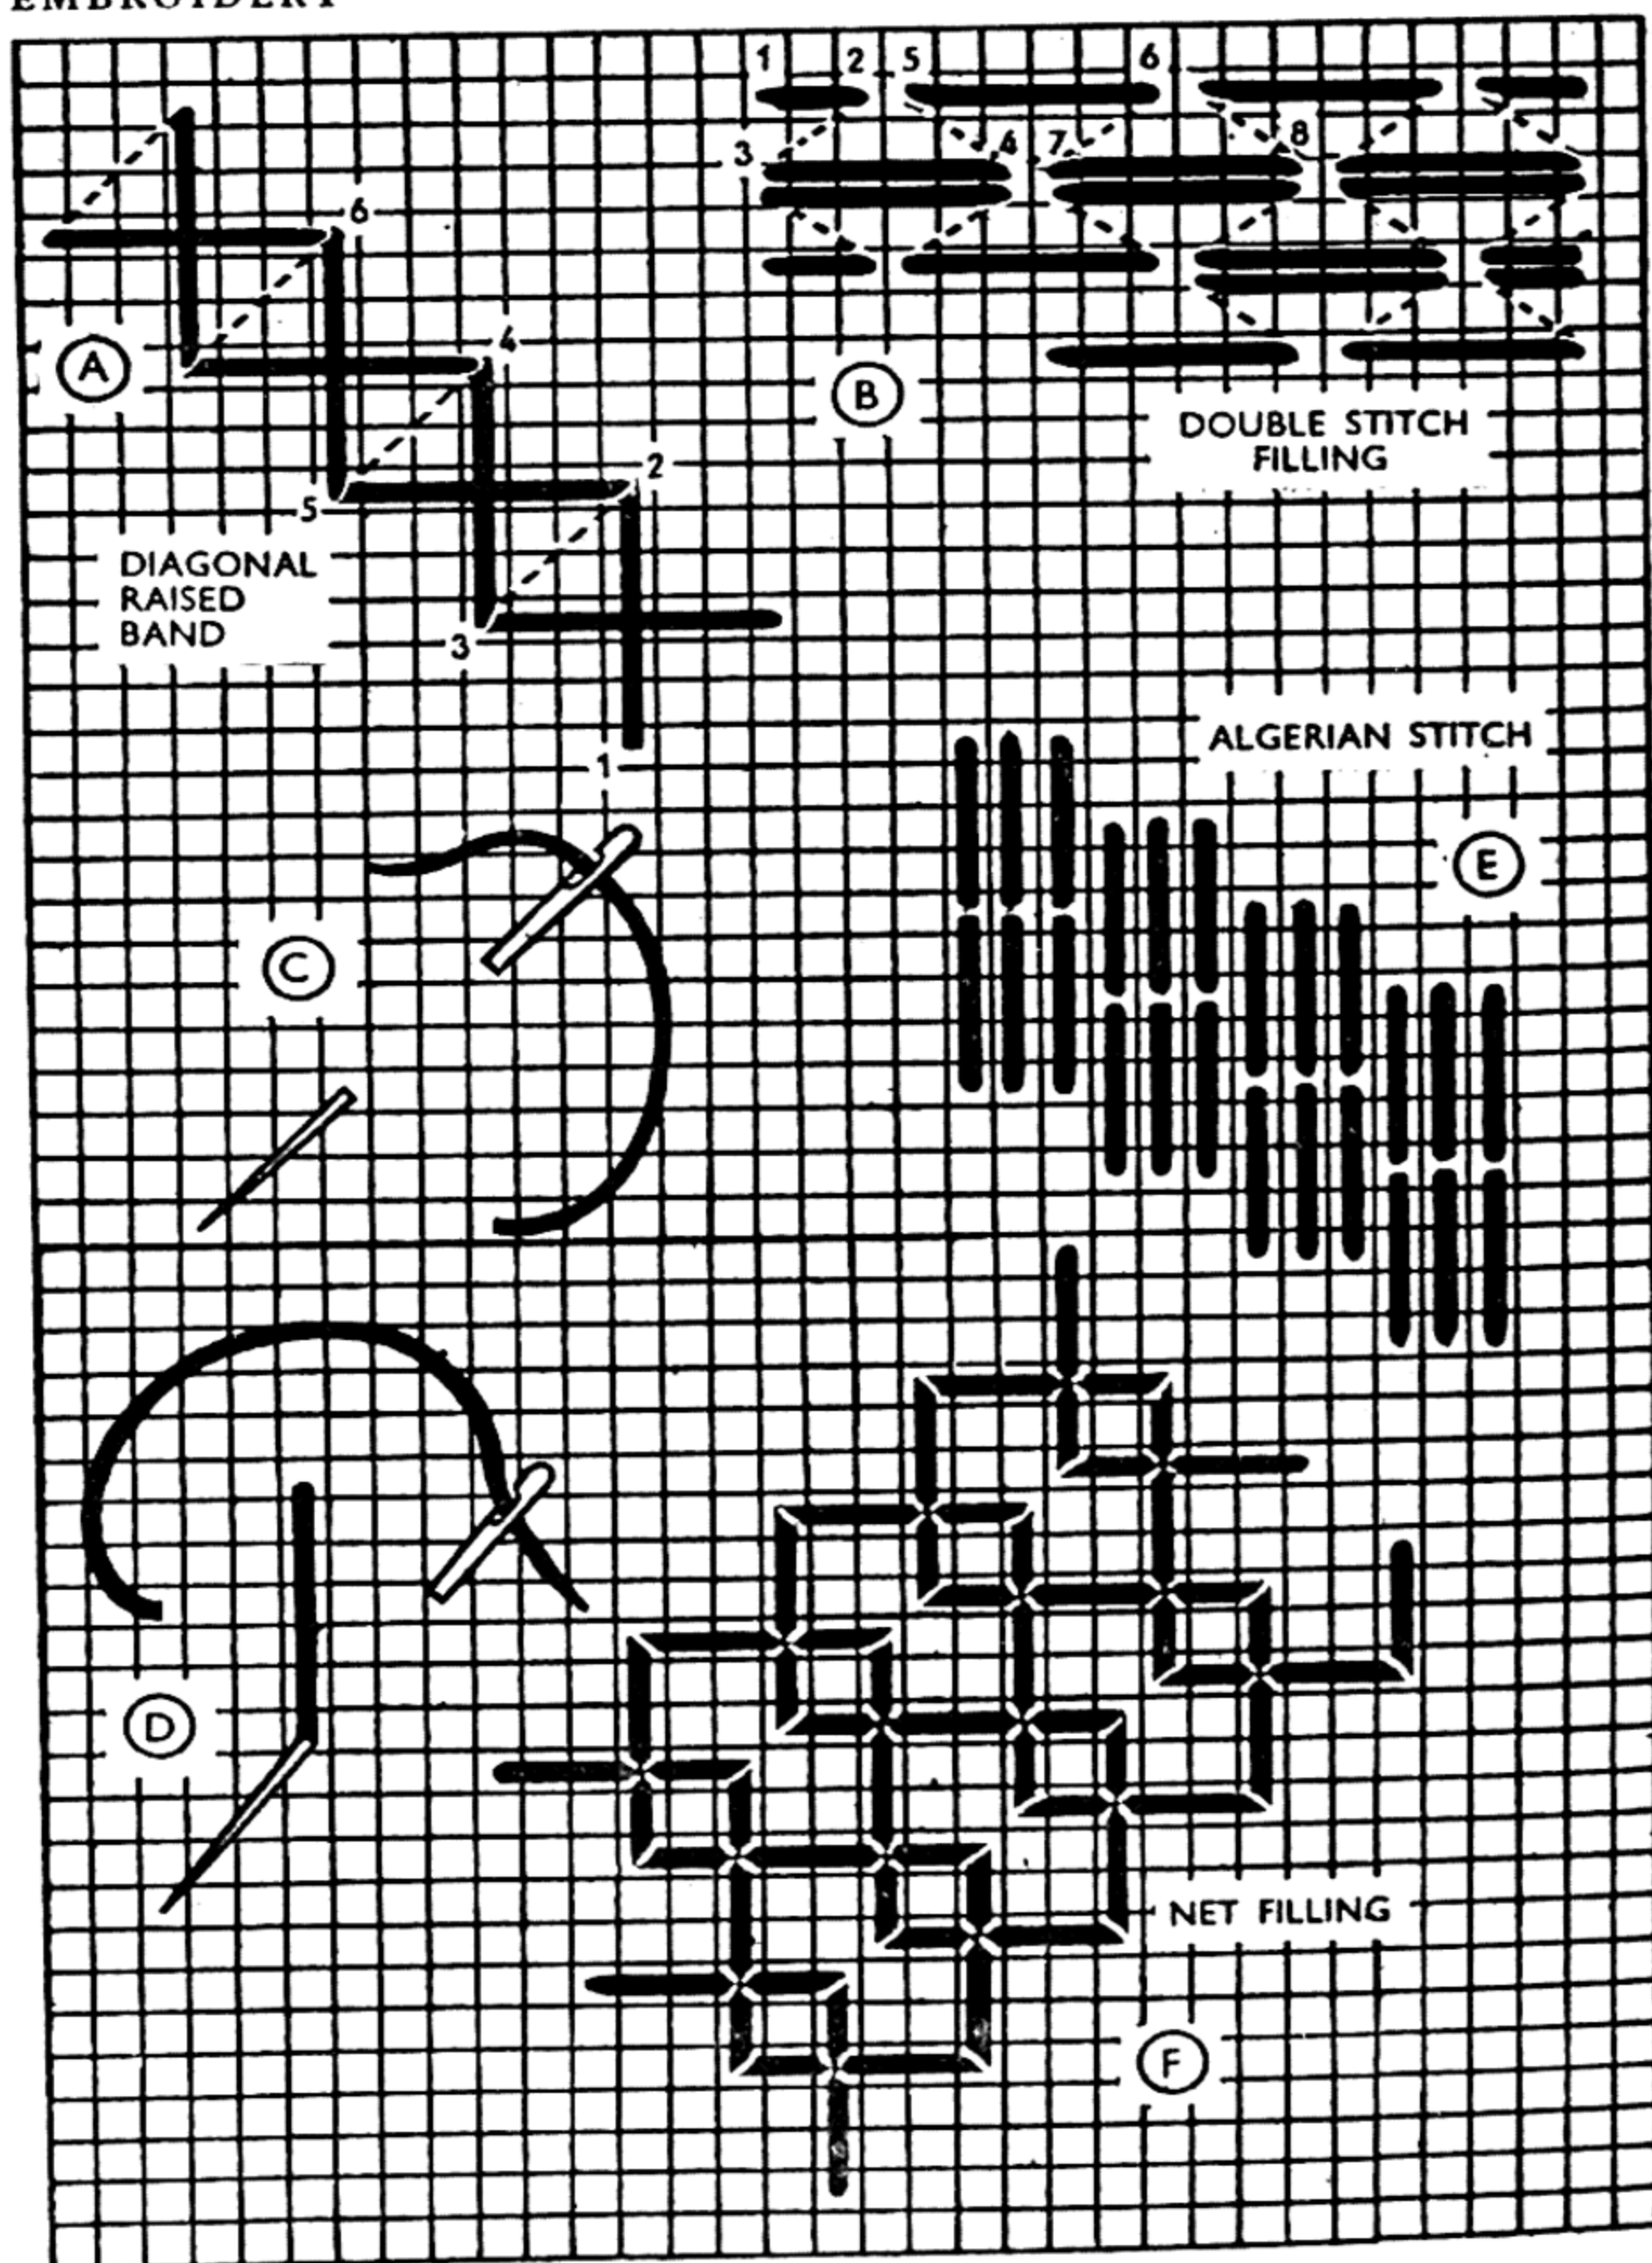 EMBROIDERY
1 2 5 6
3 4 7 8
6
A
4
B
DOUBLE STITCH
FILLING
2
5
DIAGONAL
RAISED
BAND
3
1
ALGERIAN STITCH
E
C
D
NET FILLING
F